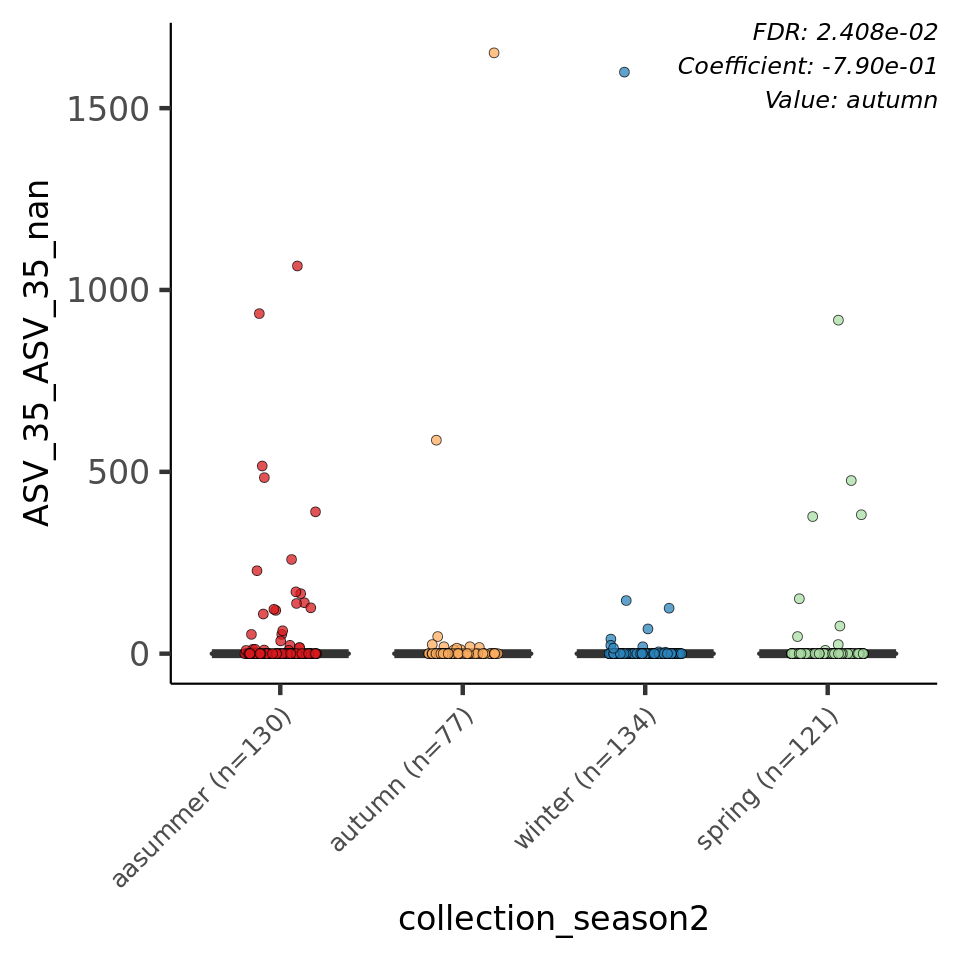 FDR: 2.408e-02
Coefficient: -7.90e-01
Value: autumn
ASV_35_ASV_35_nan
1500
1000
500
0
aasummer (n=130)
autumn (n=77)
winter (n=134)
spring (n=121)
collection_season2